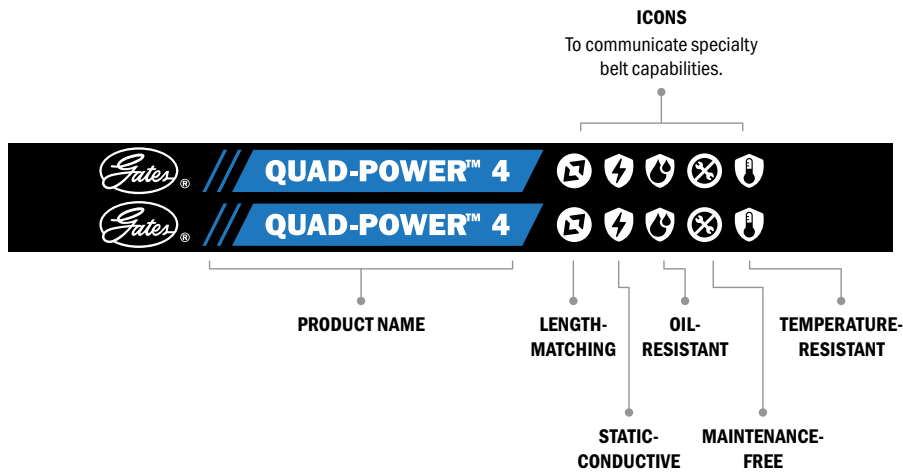 ICONS
To communicate specialty
belt capabilities.
Gates® QUAD-POWER™ 4
Gates® QUAD-POWER™ 4
PRODUCT NAME
LENGTH-
MATCHING
OIL-
RESISTANT
TEMPERATURE-
RESISTANT
STATIC-
CONDUCTIVE
MAINTENANCE-
FREE